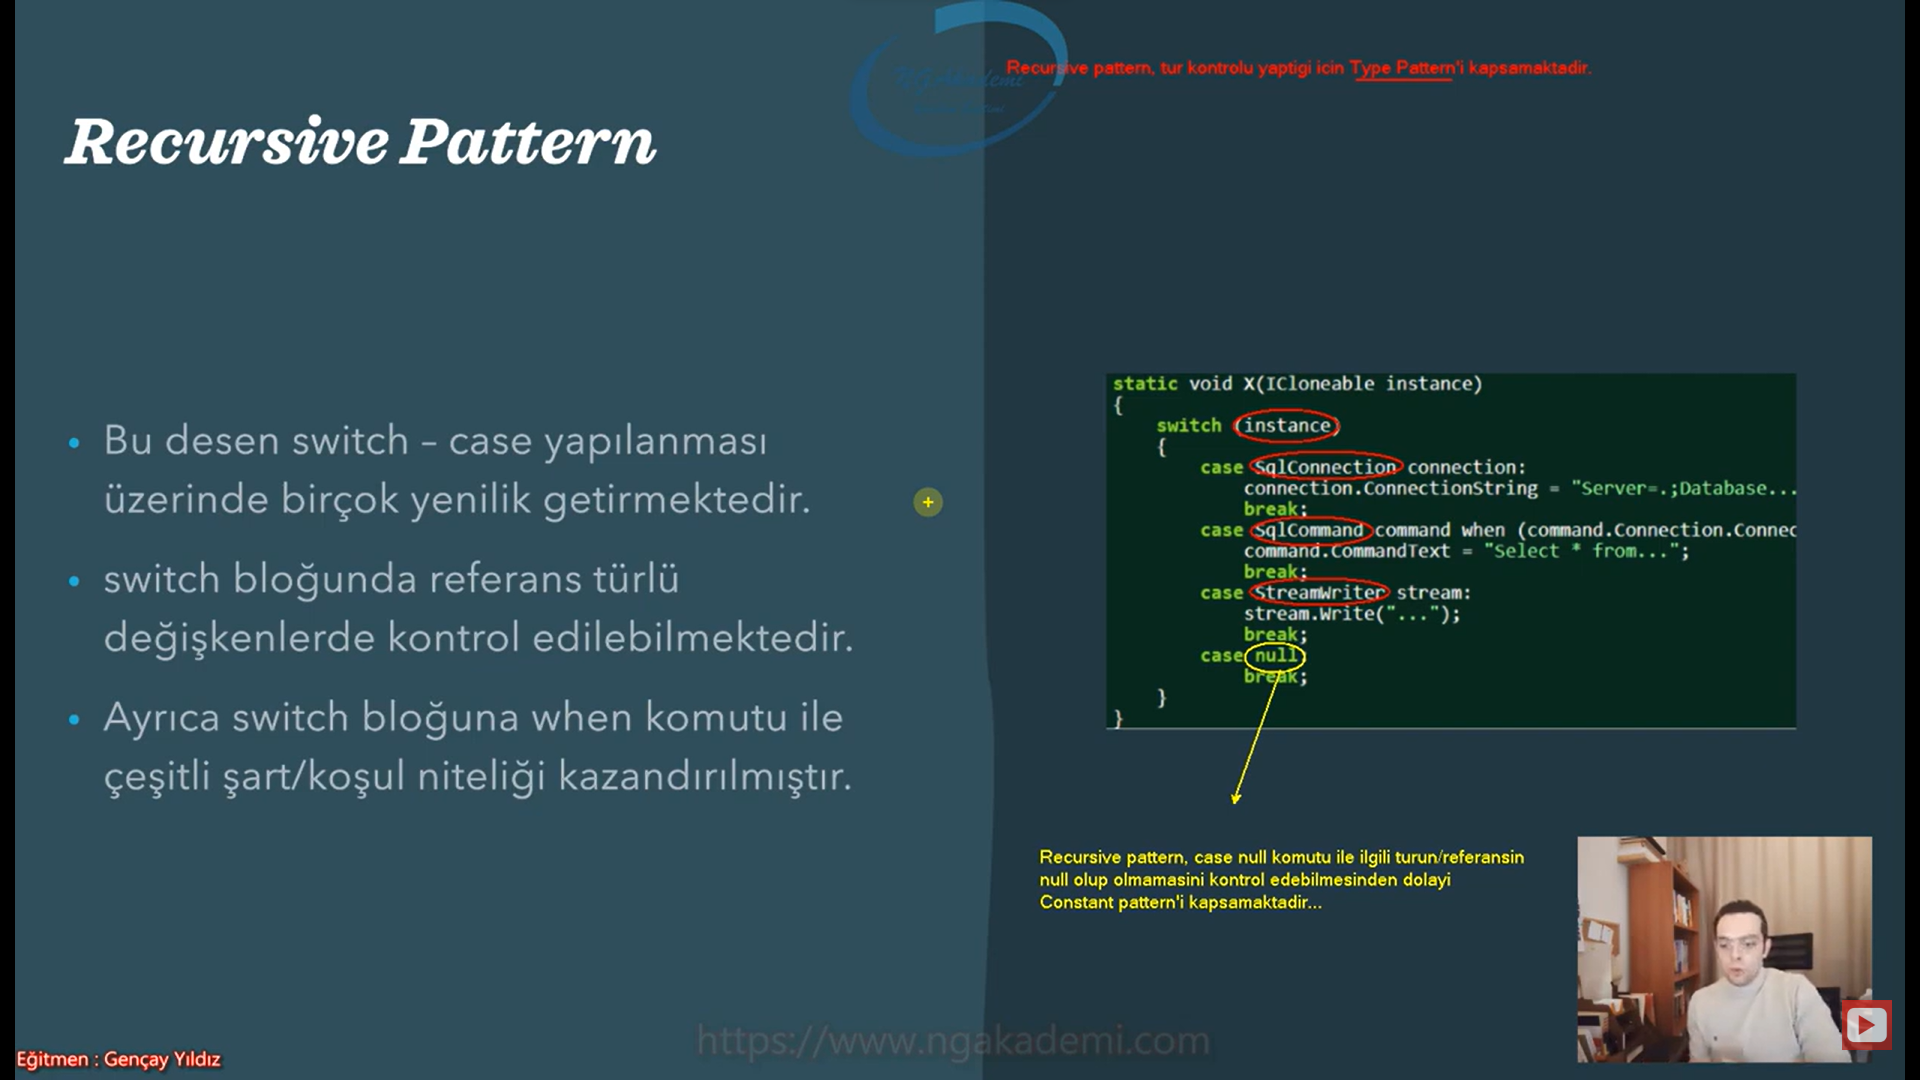 NG Akademi
Recursive pattern, tur kontrolu yaptigi icin Type Pattern'i kapsamaktadir.
Recursive Pattern
• Bu desen switch – case yapılanması
üzerinde birçok yenilik getirmektedir.
• switch bloğunda referans türlü
değişkenlerde kontrol edilebilmektedir.
• Ayrıca switch bloğuna when komutu ile
çeşitli şart/koşul niteliği kazandırılmıştır.
static void X(ICloneable instance)
{
switch (instance)
{
case SqlConnection connection:
connection.ConnectionString = "Server=.;Database...
break;
case SqlCommand command when (command.Connection.Connec
command.CommandText = "Select * from...";
break;
case StreamWriter stream:
stream.Write("...");
break;
case null:
break;
}
}
Recursive pattern, case null komutu ile ilgili turun/referansin
null olup olmamasini kontrol edebilmesinden dolayi
Constant pattern'i kapsamaktadir...
https://www.ngakademi.com
Eğitmen : Gençay Yıldız